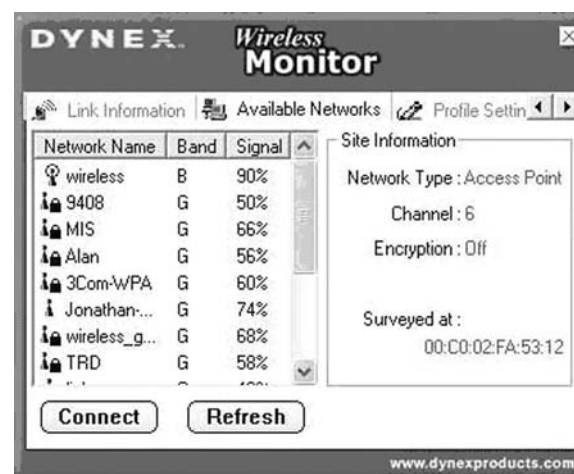 DYNEX Wireless Monitor
Link Information Available Networks Profile Settin
Network Name Band Signal
wireless B 90%
9408 G 50%
MIS G 66%
Alan G 56%
3Com-WPA G 60%
Jonathan-... G 74%
wireless_g... G 68%
TRD G 58%
Site Information
Network Type : Access Point
Channel : 6
Encryption : Off
Surveyed at :
00:C0:02:FA:53:12
Connect Refresh
www.dynexproducts.com